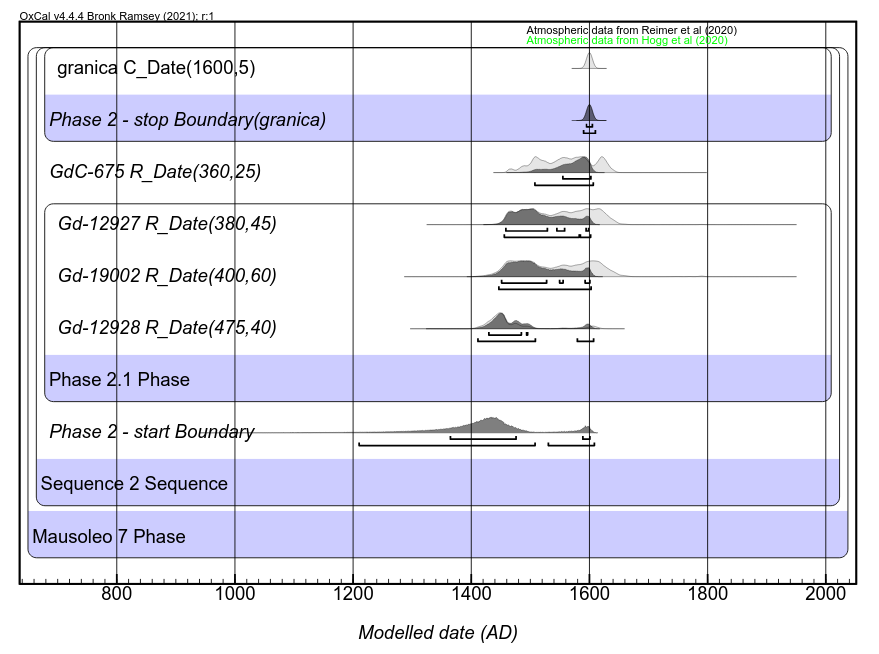 OxCal v4.4.4 Bronk Ramsey (2021); r:1
Atmospheric data from Reimer et al (2020)
Atmospheric data from Hogg et al (2020)
granica C_Date(1600,5)
Phase 2 - stop Boundary(granica)
GdC-675 R_Date(360,25)
Gd-12927 R_Date(380,45)
Gd-19002 R_Date(400,60)
Gd-12928 R_Date(475,40)
Phase 2.1 Phase
Phase 2 - start Boundary
Sequence 2 Sequence
Mausoleo 7 Phase
800 1000 1200 1400 1600 1800 2000
Modelled date (AD)